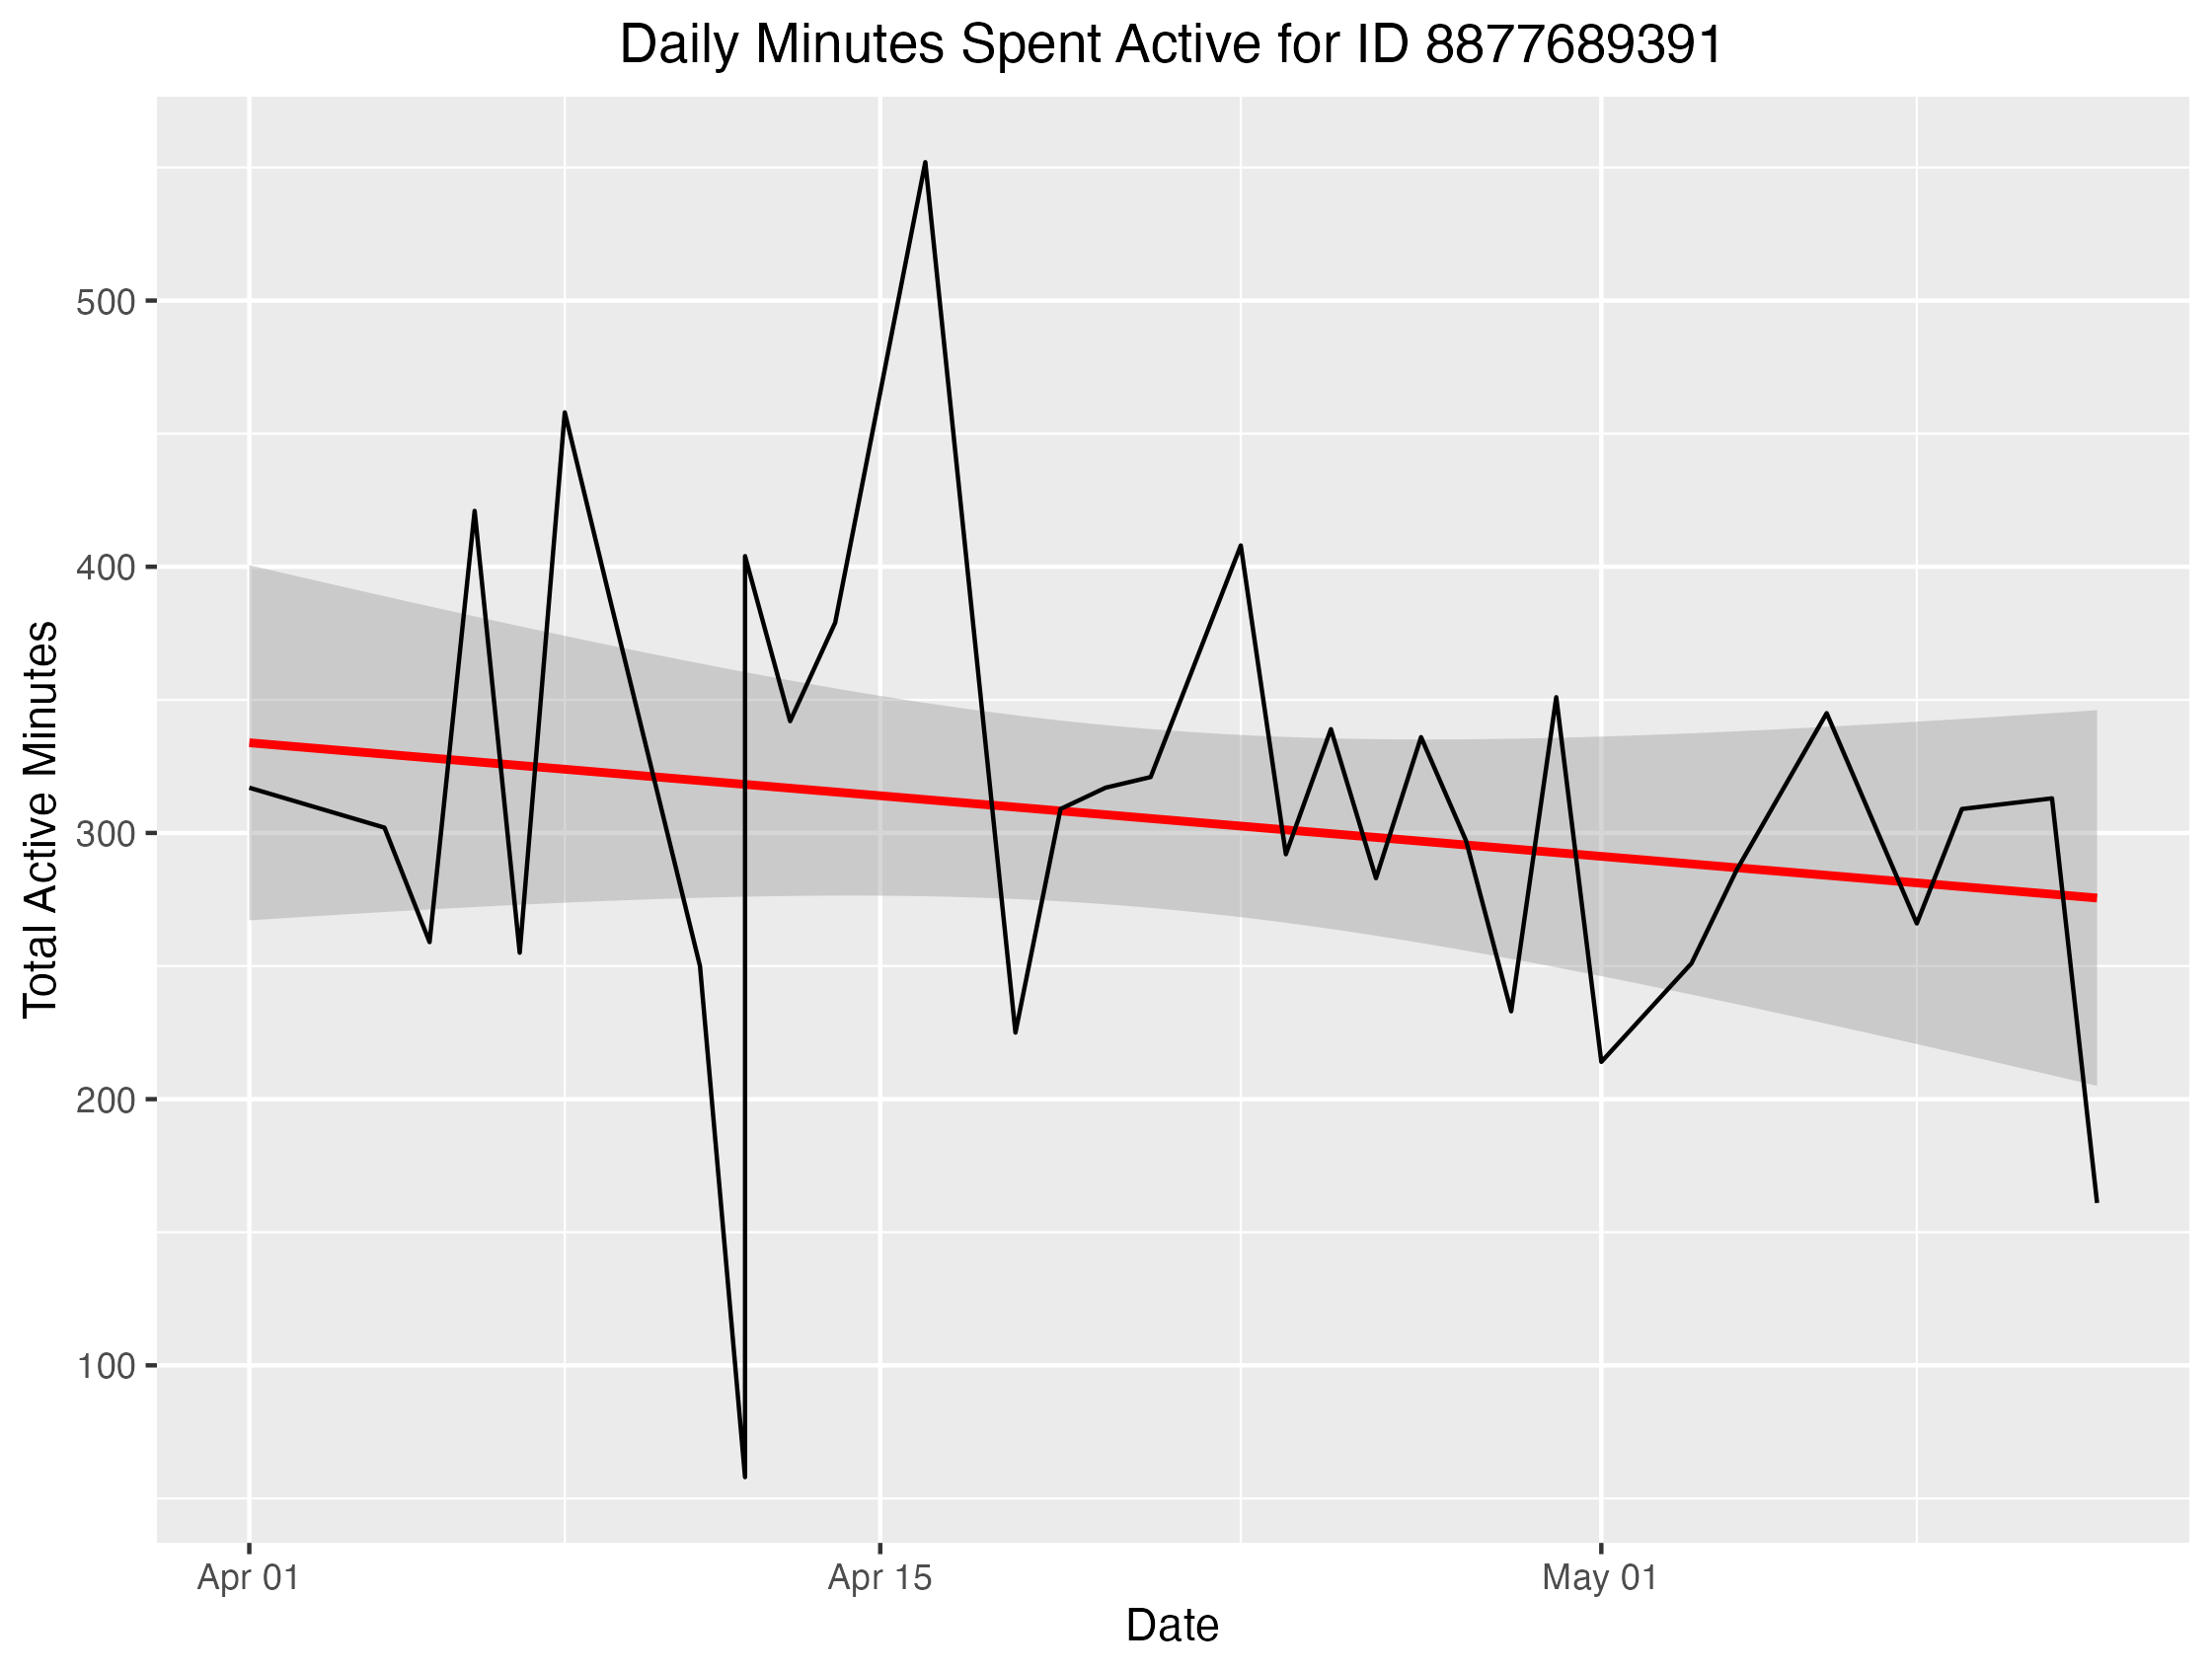 Daily Minutes Spent Active for ID 8877689391
Total Active Minutes
500
400
300
200
100
Apr 01 Apr 15 May 01
Date